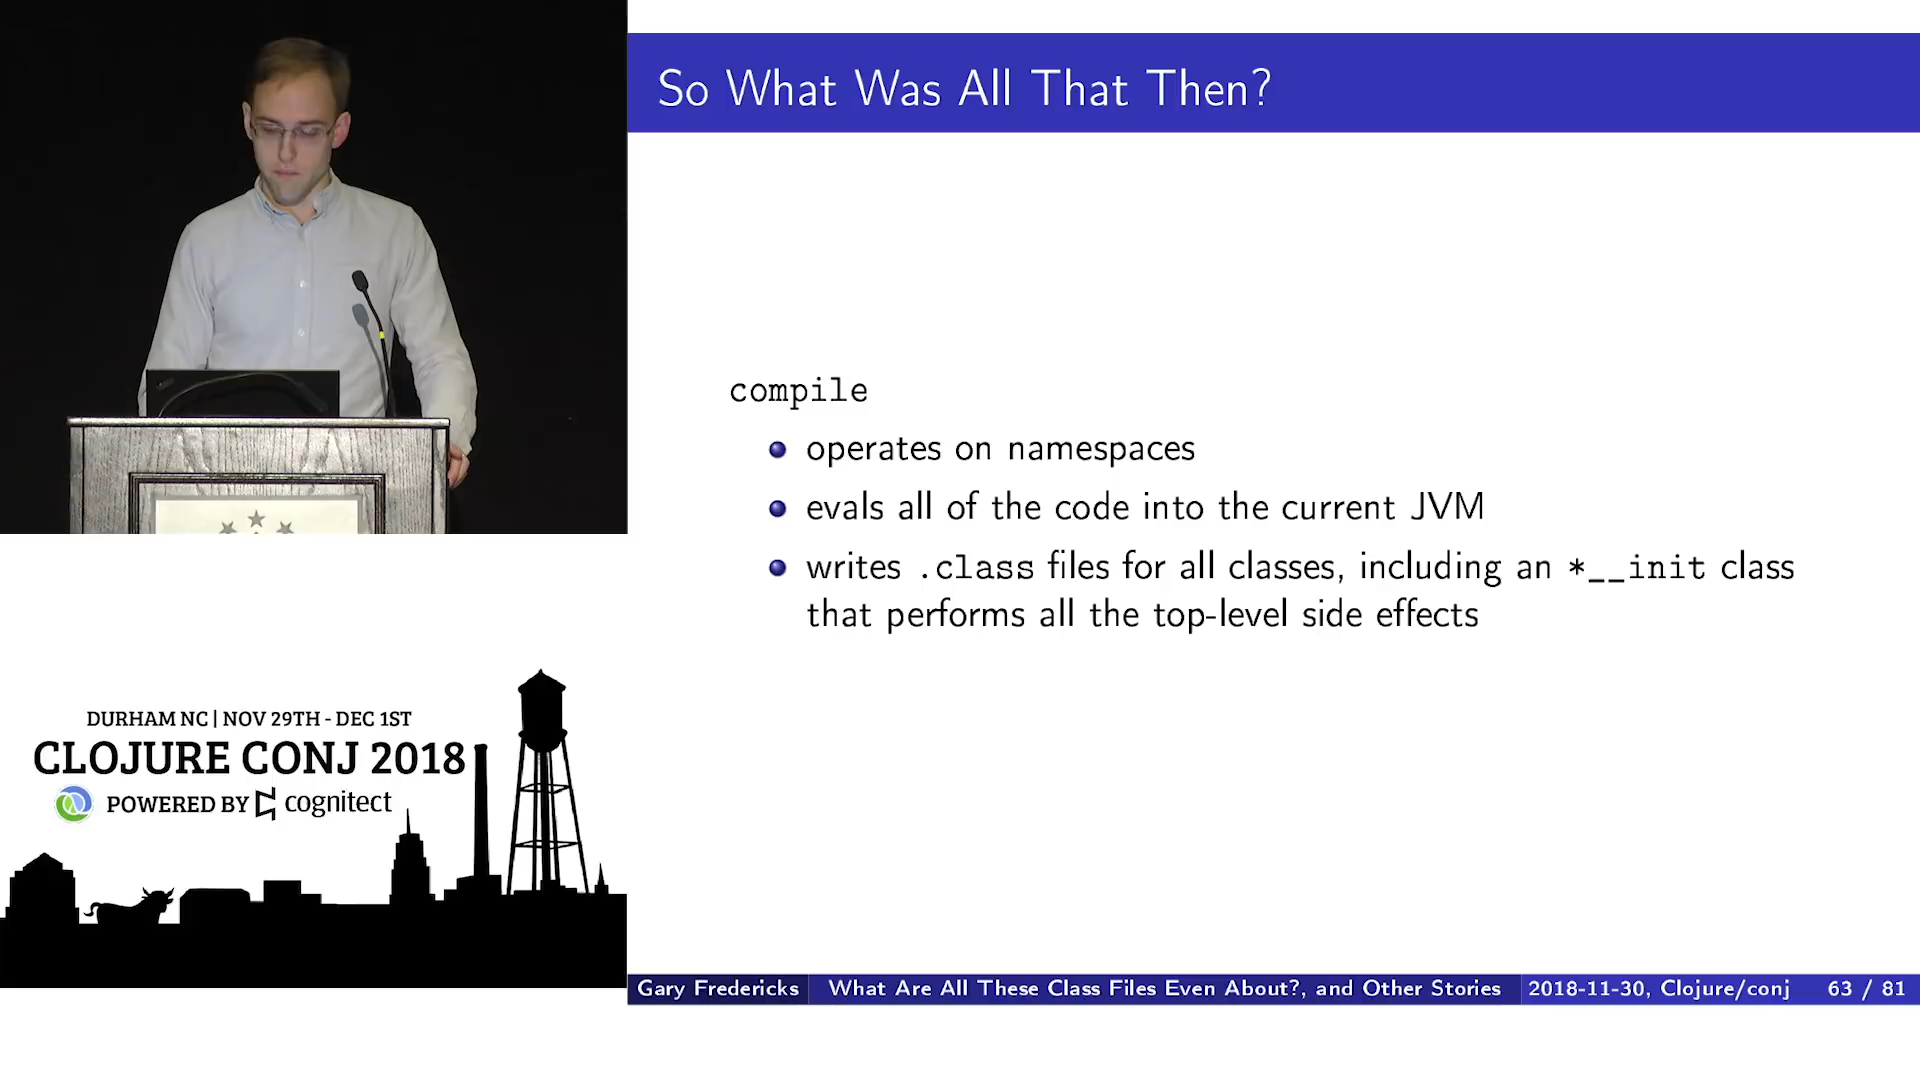 So What Was All That Then?
compile
operates on namespaces
evals all of the code into the current JVM
writes .class files for all classes, including an *__init class
that performs all the top-level side effects
DURHAM NC | NOV 29TH - DEC 1ST
CLOJURE CONJ 2018
POWERED BY cognitect
Gary Fredericks What Are All These Class Files Even About?, and Other Stories 2018-11-30, Clojure/conj 63 / 81